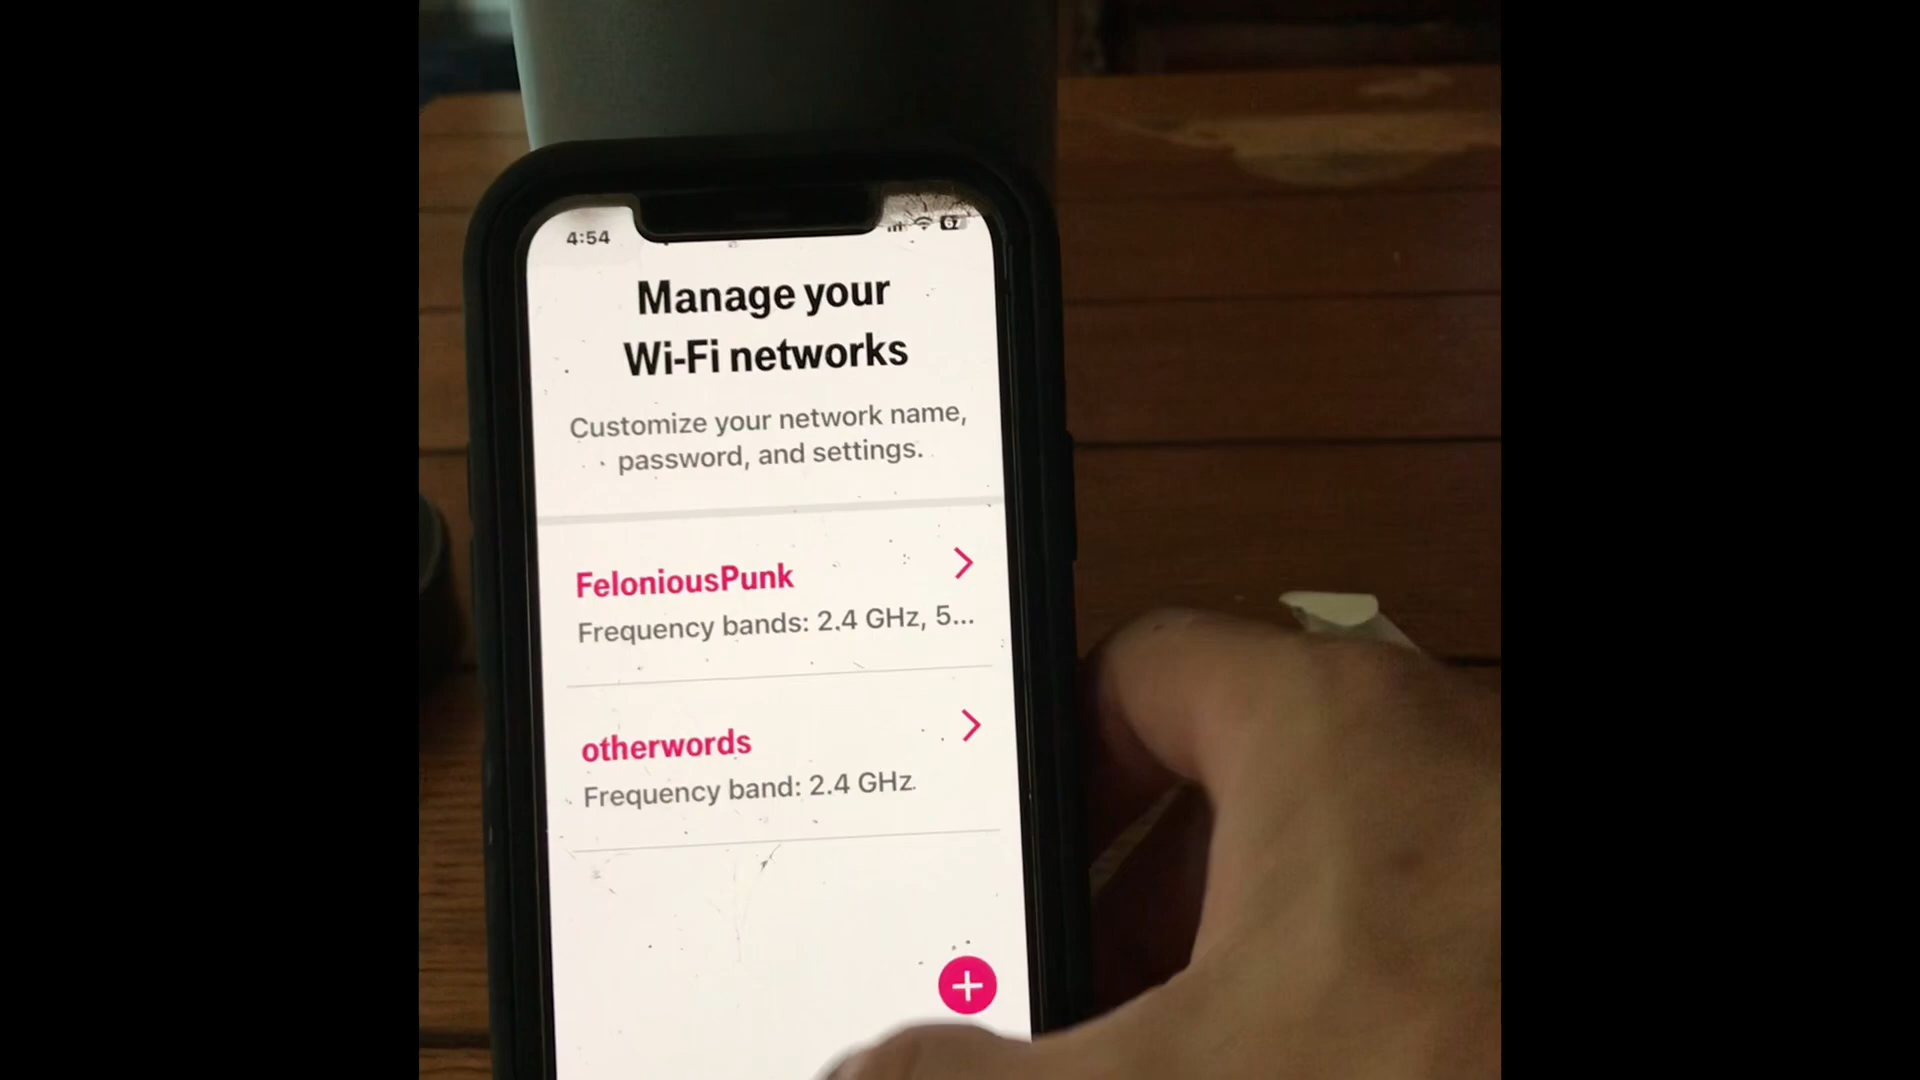 4:54
67
Manage your
Wi-Fi networks
Customize your network name,
password, and settings.
FeloniousPunk
Frequency bands: 2.4 GHz, 5...
otherwords
Frequency band: 2.4 GHz